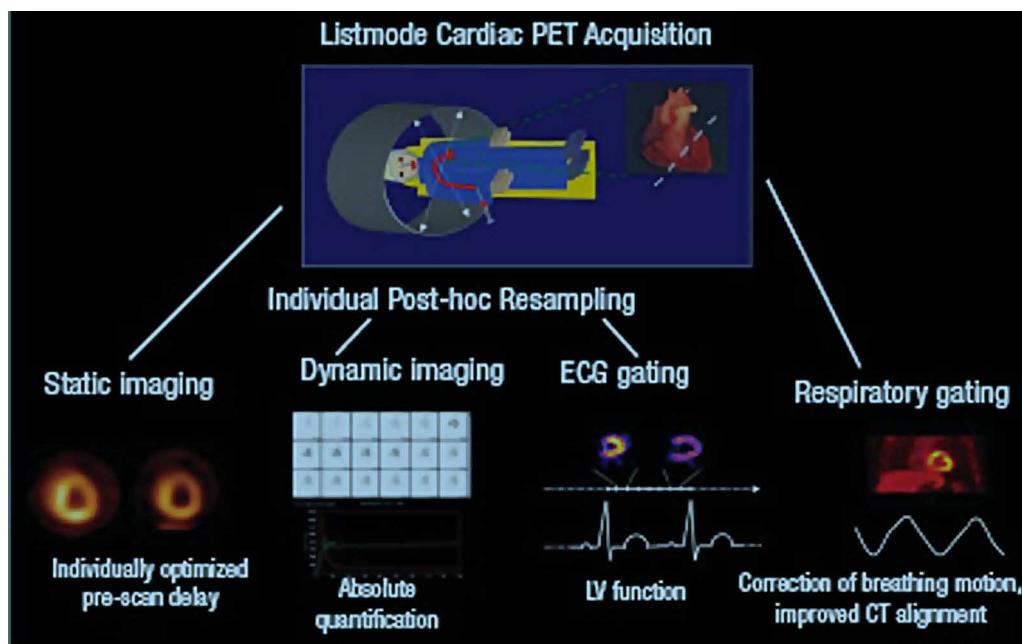 Listmode Cardiac PET Acquisition
Individual Post-hoc Resampling
Static imaging
Dynamic imaging
ECG gating
Respiratory gating
Individually optimized
pre-scan delay
Absolute
quantification
LV function
Correction of breathing motion,
improved CT alignment